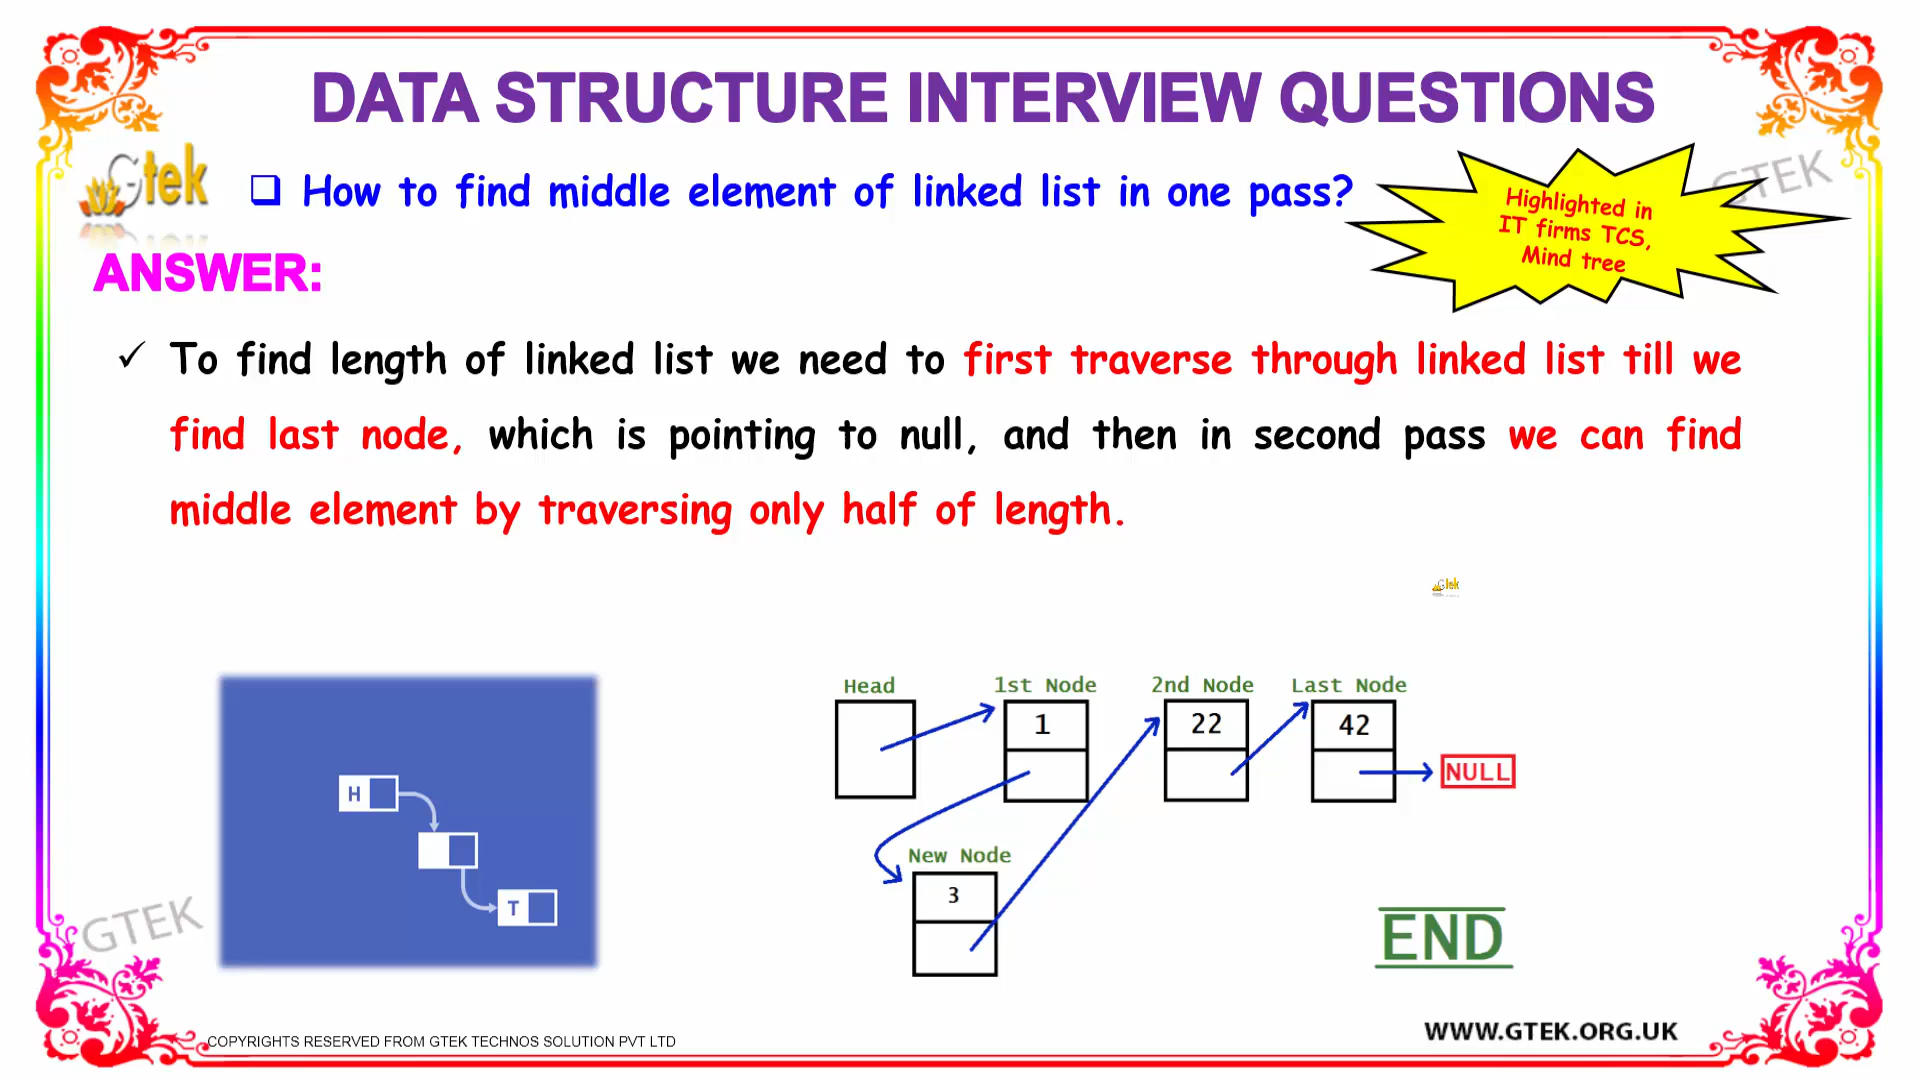 DATA STRUCTURE INTERVIEW QUESTIONS
Gtek
❑ How to find middle element of linked list in one pass?
GTEK
Highlighted in
IT firms TCS,
Mind tree
ANSWER:
✓ To find length of linked list we need to first traverse through linked list till we
find last node, which is pointing to null, and then in second pass we can find
middle element by traversing only half of length.
Gtek
Head
1st Node
2nd Node
Last Node
1
22
42
NULL
H
T
New Node
3
GTEK
END
COPYRIGHTS RESERVED FROM GTEK TECHNOS SOLUTION PVT LTD
WWW.GTEK.ORG.UK